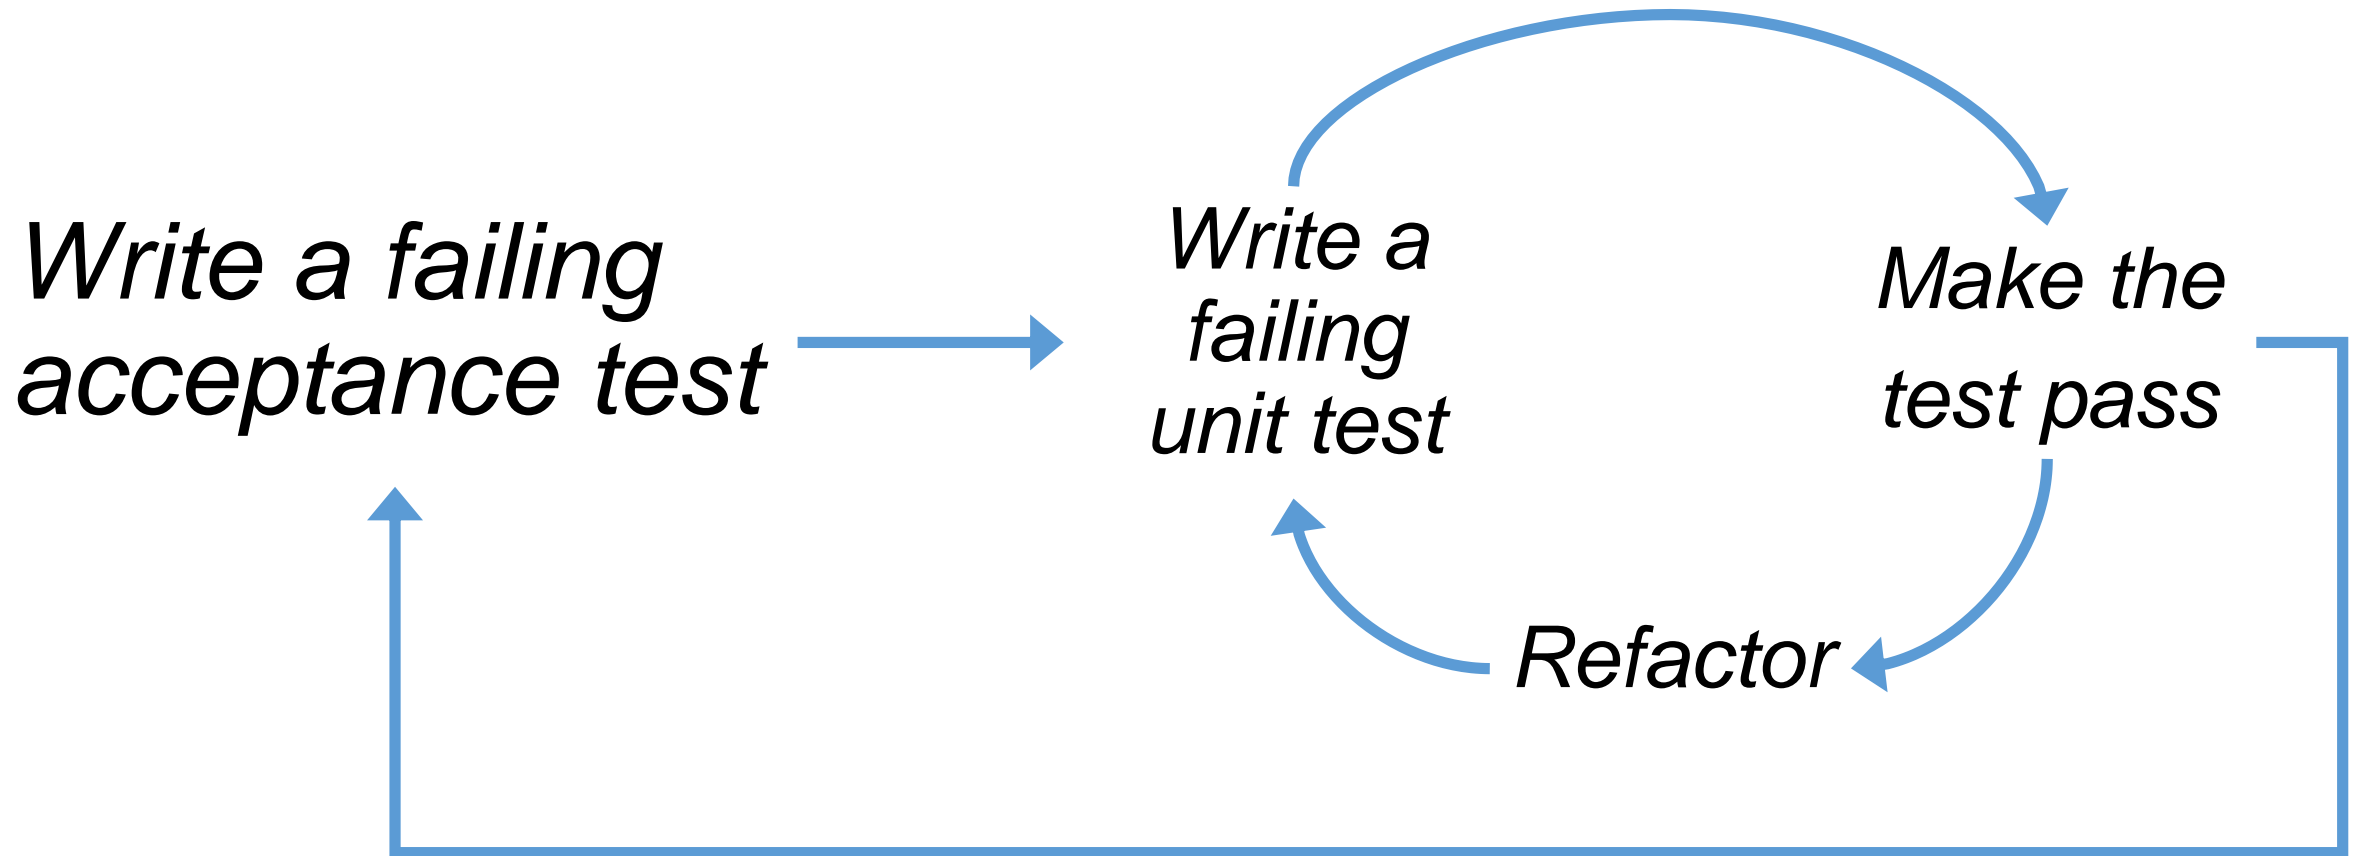 Write a failing
acceptance test
Write a
failing
unit test
Make the
test pass
Refactor